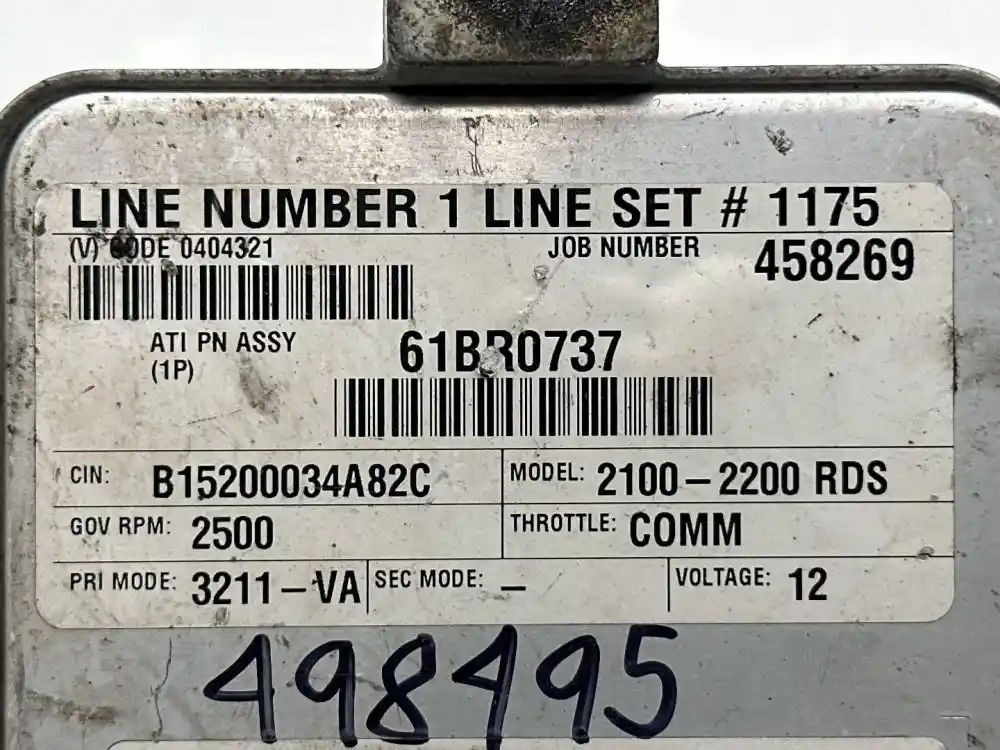 LINE NUMBER 1 LINE SET # 1175
(V) CODE 0404321 JOB NUMBER 458269
ATI PN ASSY 61BR0737
(1P)
CIN: B15200034A82C MODEL: 2100-2200 RDS
GOV RPM: 2500 THROTTLE: COMM
PRI MODE: 3211-VA SEC MODE: - VOLTAGE: 12
498495